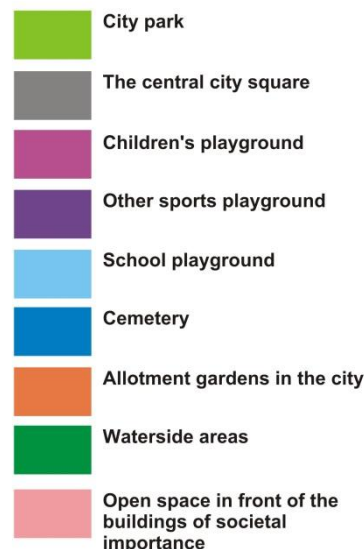 City park
The central city square
Children's playground
Other sports playground
School playground
Cemetery
Allotment gardens in the city
Waterside areas
Open space in front of the
buildings of societal
importance